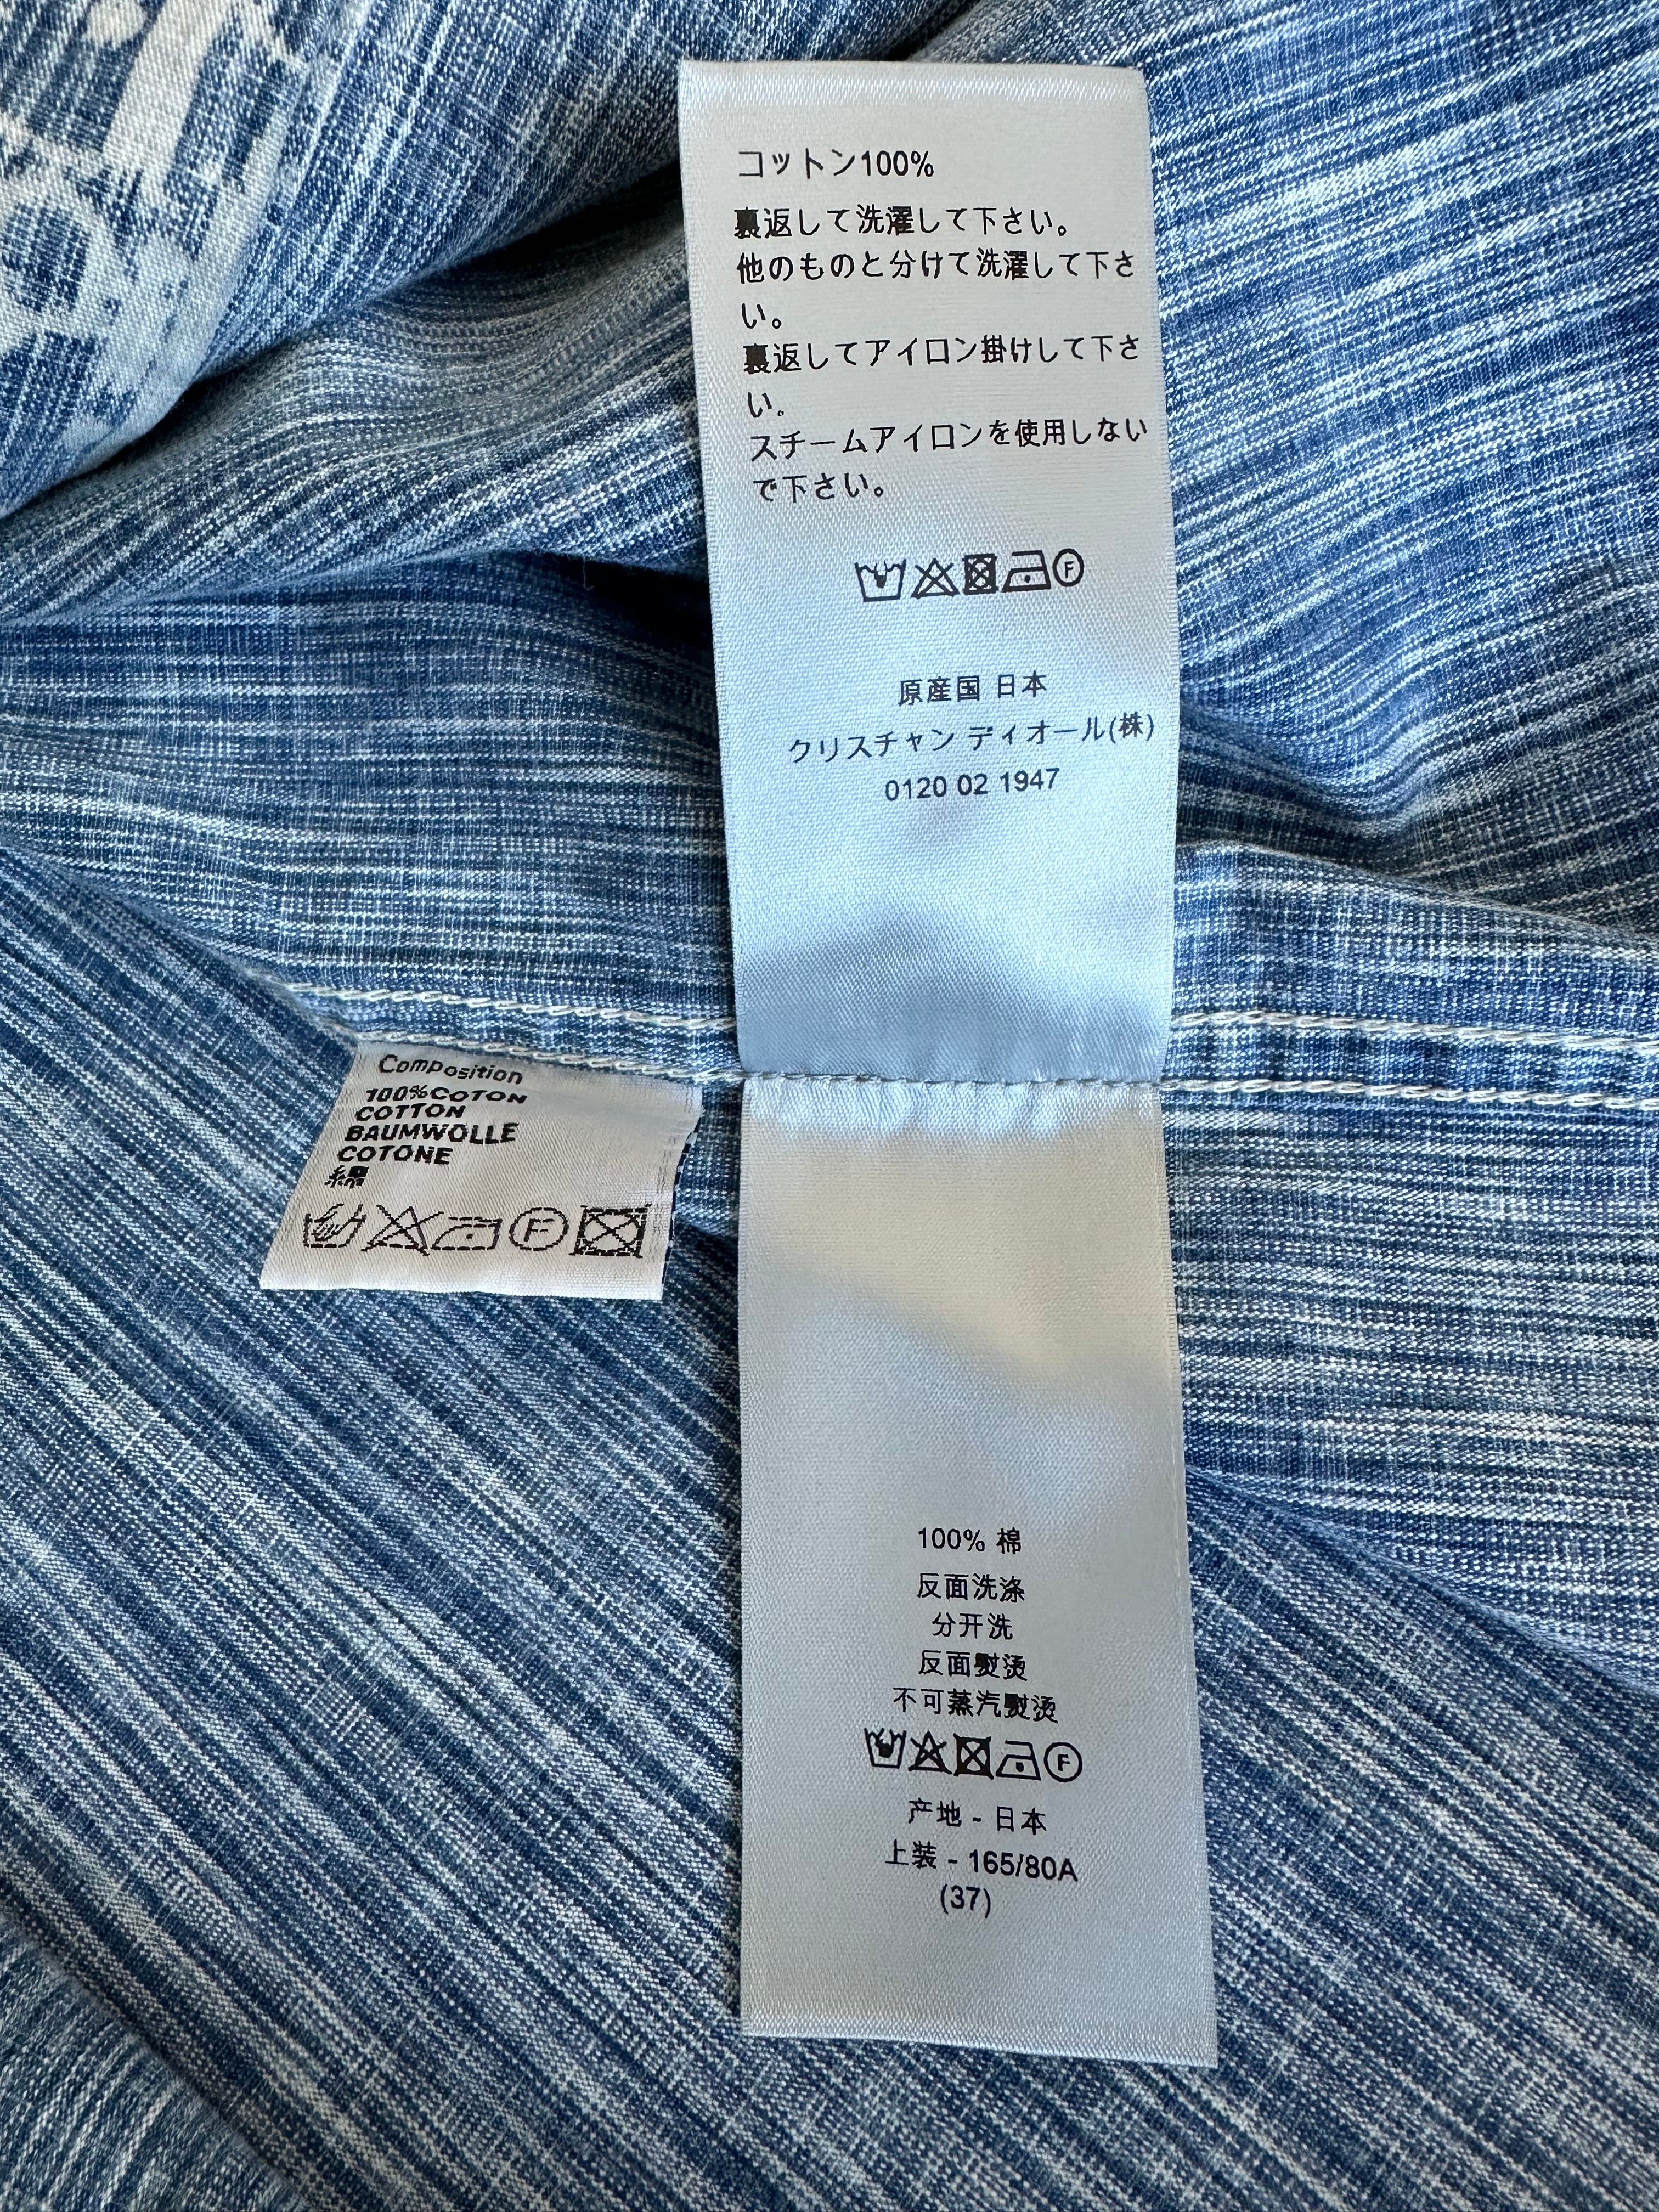 コットン100%
裏返して洗濯して下さい。
他のものと分けて洗濯して下さ
い。
裏返してアイロン掛けして下さ
い。
スチームアイロンを使用しない
で下さい。
F
原産国 日本
クリスチャン ディオール(株)
0120 02 1947
Composition
100%COTON
COTTON
BAUMWOLLE
COTONE
綿
F
100% 棉
反面洗涤
分开洗
反面熨烫
不可蒸汽熨烫
F
产地 - 日本
上装 - 165/80A
(37)